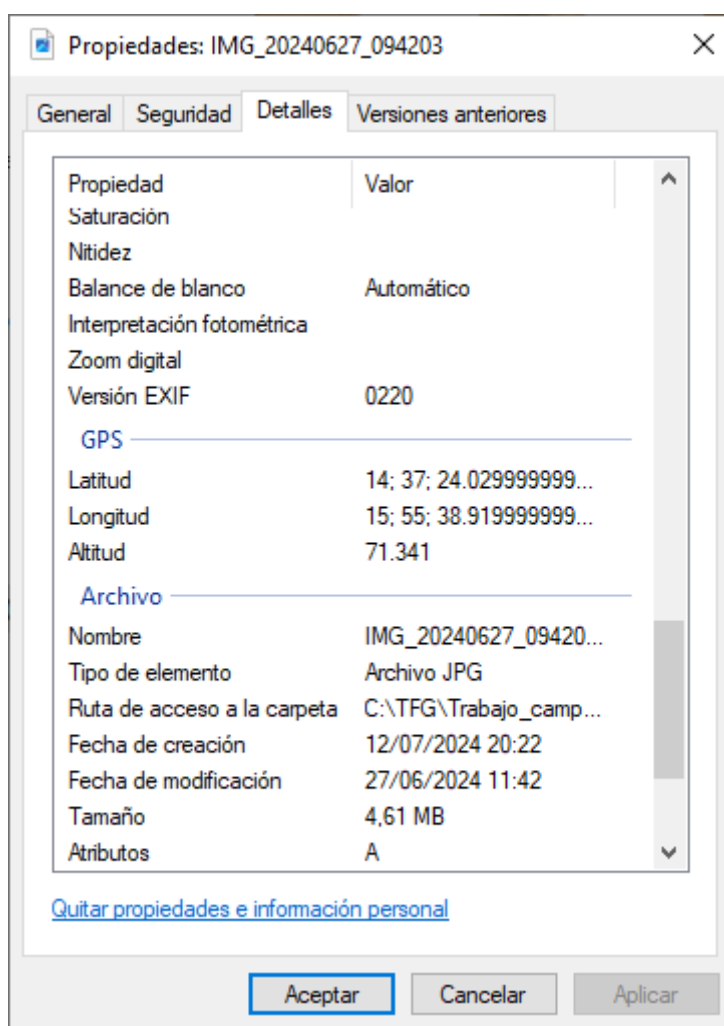 Propiedades: IMG_20240627_094203
General Seguridad Detalles Versiones anteriores
Propiedad Valor
Saturación
Nitidez
Balance de blanco Automático
Interpretación fotométrica
Zoom digital
Versión EXIF 0220
GPS
Latitud 14; 37; 24.029999999...
Longitud 15; 55; 38.919999999...
Altitud 71.341
Archivo
Nombre IMG_20240627_09420...
Tipo de elemento Archivo JPG
Ruta de acceso a la carpeta C:\TFG\Trabajo_camp...
Fecha de creación 12/07/2024 20:22
Fecha de modificación 27/06/2024 11:42
Tamaño 4,61 MB
Atributos A
Quitar propiedades e información personal
Aceptar Cancelar Aplicar